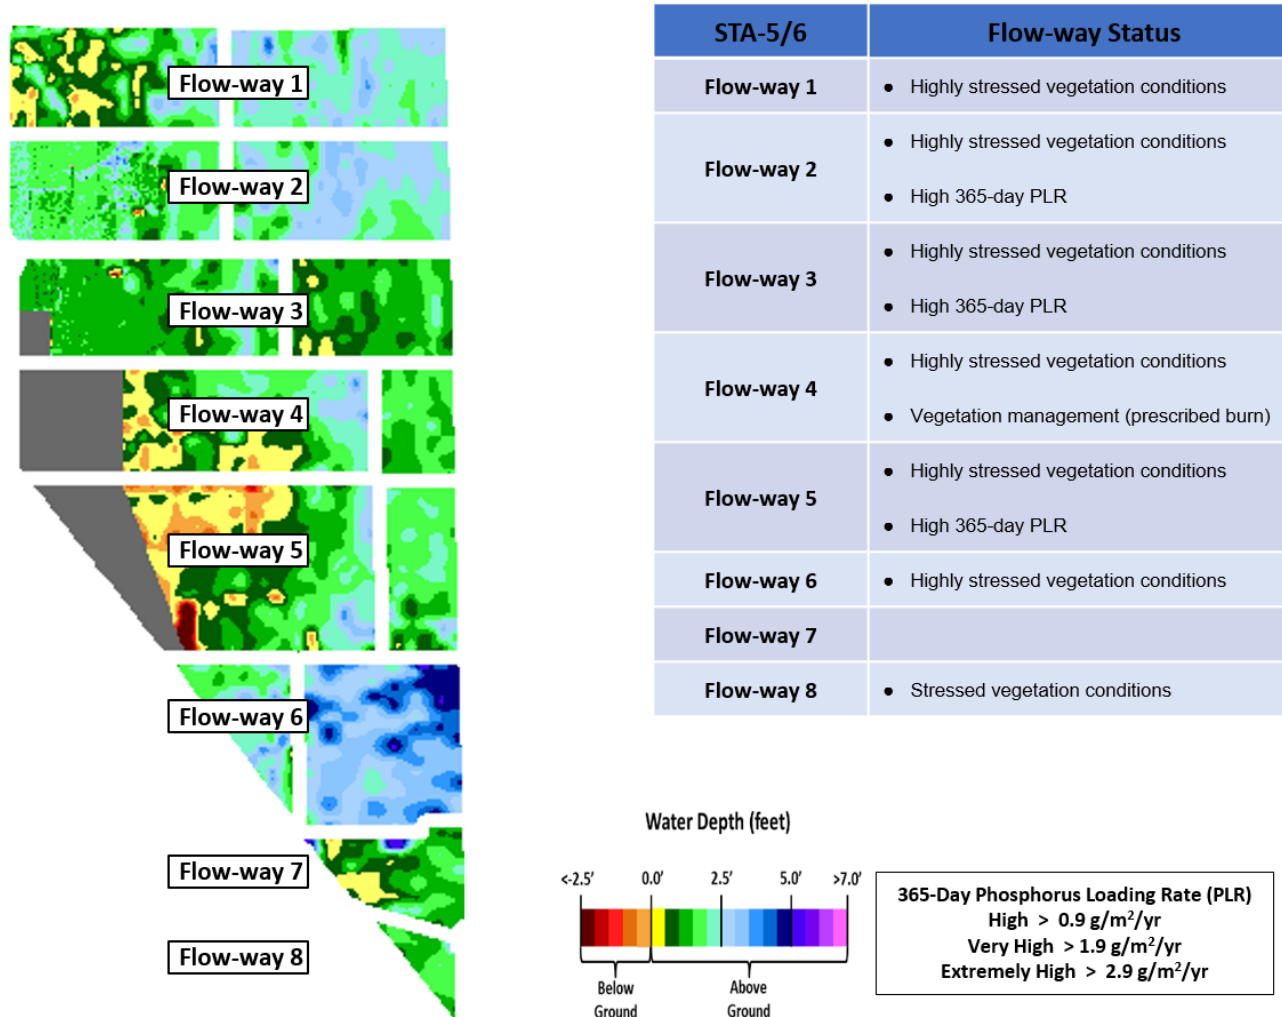 Flow-way 1
Flow-way 2
Flow-way 3
Flow-way 4
Flow-way 5
Flow-way 6
Flow-way 7
Flow-way 8
STA-5/6 Flow-way Status
Flow-way 1 • Highly stressed vegetation conditions
Flow-way 2 • Highly stressed vegetation conditions
• High 365-day PLR
Flow-way 3 • Highly stressed vegetation conditions
• High 365-day PLR
Flow-way 4 • Highly stressed vegetation conditions
• Vegetation management (prescribed burn)
Flow-way 5 • Highly stressed vegetation conditions
• High 365-day PLR
Flow-way 6 • Highly stressed vegetation conditions
Flow-way 7
Flow-way 8 • Stressed vegetation conditions
Water Depth (feet)
<-2.5' 0.0' 2.5' 5.0' >7.0'
Below Above
Ground Ground
365-Day Phosphorus Loading Rate (PLR)
High > 0.9 g/m²/yr
Very High > 1.9 g/m²/yr
Extremely High > 2.9 g/m²/yr